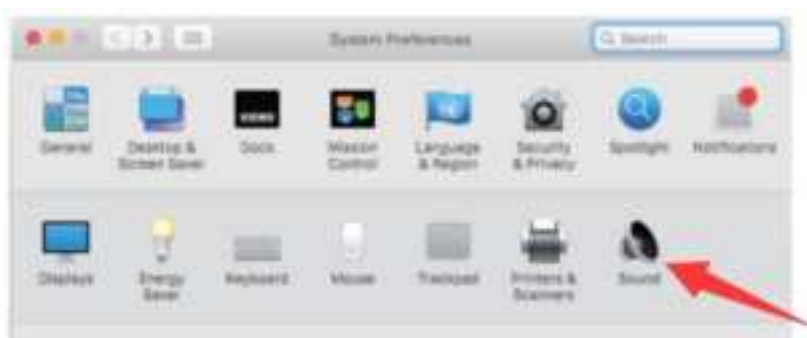 System Preferences
Search
General
Desktop &
Screen Saver
Dock
Mission
Control
Language
& Region
Security
& Privacy
Spotlight
Notifications
Displays
Energy
Saver
Keyboard
Mouse
Trackpad
Printers &
Scanners
Sound